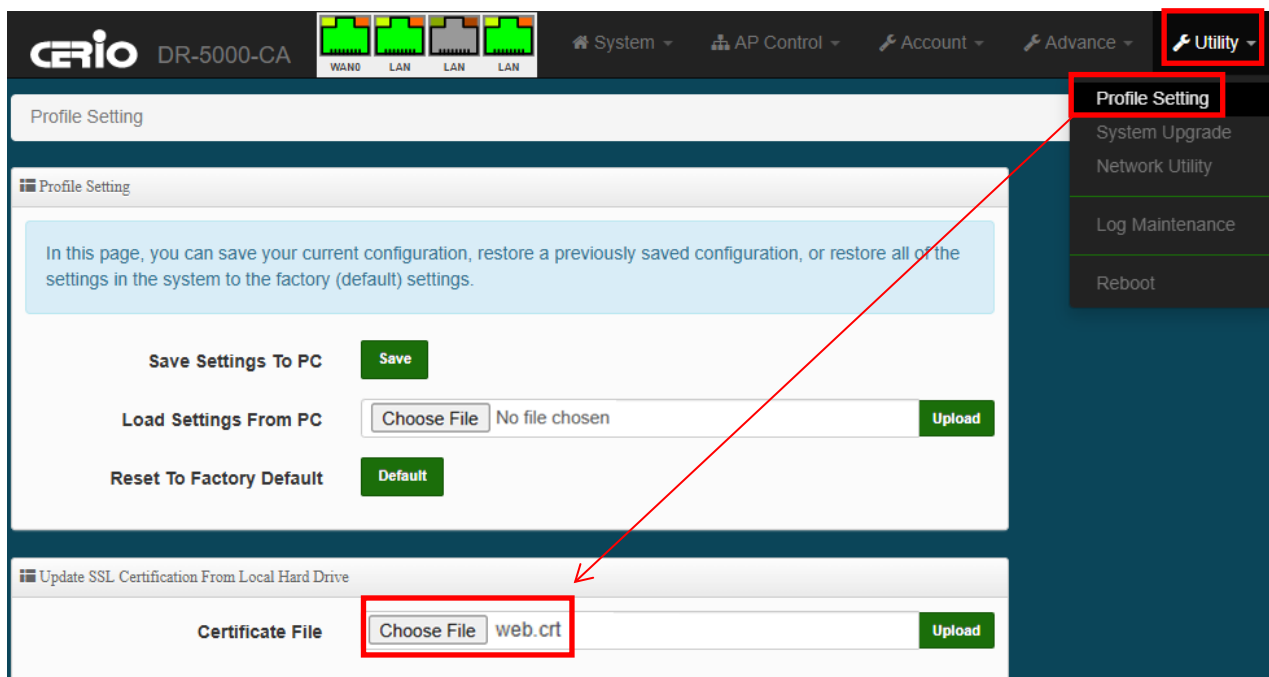 CERIO DR-5000-CA
WAN0 LAN LAN LAN
System AP Control Account Advance Utility
Profile Setting
System Upgrade
Network Utility
Log Maintenance
Reboot
Profile Setting
Profile Setting
In this page, you can save your current configuration, restore a previously saved configuration, or restore all of the
settings in the system to the factory (default) settings.
Save Settings To PC Save
Load Settings From PC Choose File No file chosen Upload
Reset To Factory Default Default
Update SSL Certification From Local Hard Drive
Certificate File Choose File web.crt Upload